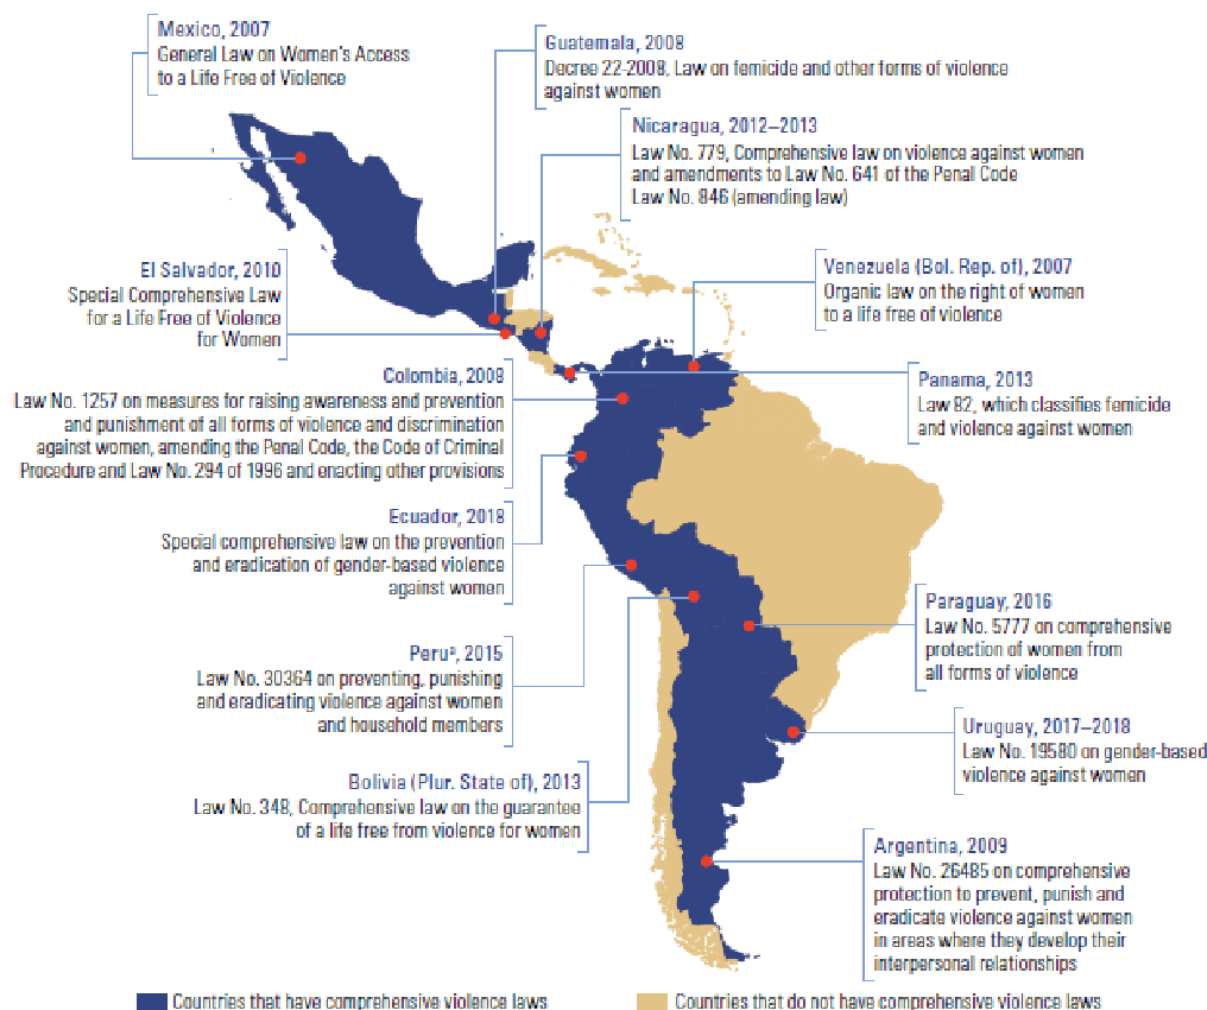 Mexico, 2007
General Law on Women's Access
to a Life Free of Violence
Guatemala, 2008
Decree 22-2008, Law on femicide and other forms of violence
against women
Nicaragua, 2012–2013
Law No. 779, Comprehensive law on violence against women
and amendments to Law No. 641 of the Penal Code
Law No. 846 (amending law)
El Salvador, 2010
Special Comprehensive Law
for a Life Free of Violence
for Women
Venezuela (Bol. Rep. of), 2007
Organic law on the right of women
to a life free of violence
Colombia, 2008
Law No. 1257 on measures for raising awareness and prevention
and punishment of all forms of violence and discrimination
against women, amending the Penal Code, the Code of Criminal
Procedure and Law No. 294 of 1996 and enacting other provisions
Panama, 2013
Law 82, which classifies femicide
and violence against women
Ecuador, 2018
Special comprehensive law on the prevention
and eradication of gender-based violence
against women
Paraguay, 2016
Law No. 5777 on comprehensive
protection of women from
all forms of violence
Peruª, 2015
Law No. 30364 on preventing, punishing
and eradicating violence against women
and household members
Uruguay, 2017–2018
Law No. 19580 on gender-based
violence against women
Bolivia (Plur. State of), 2013
Law No. 348, Comprehensive law on the guarantee
of a life free from violence for women
Argentina, 2009
Law No. 26485 on comprehensive
protection to prevent, punish and
eradicate violence against women
in areas where they develop their
interpersonal relationships
Countries that have comprehensive violence laws
Countries that do not have comprehensive violence laws